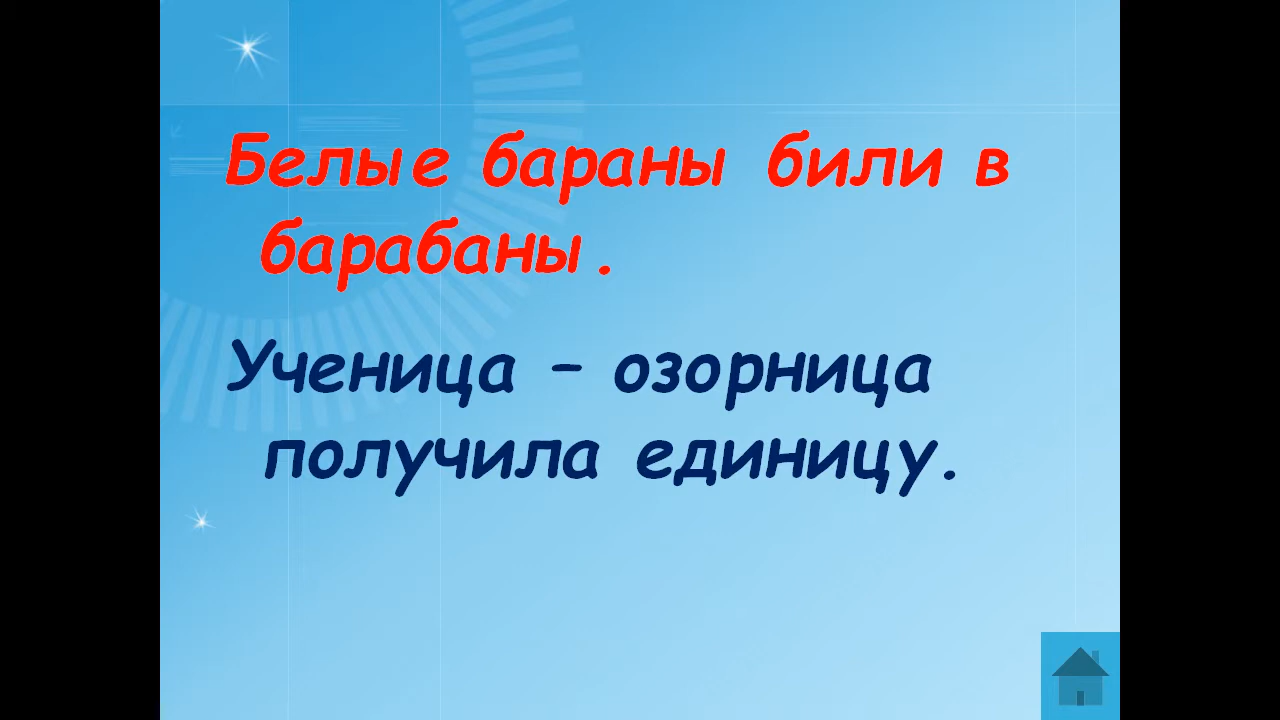 Белые бараны били в
барабаны.
Ученица – озорница
получила единицу.